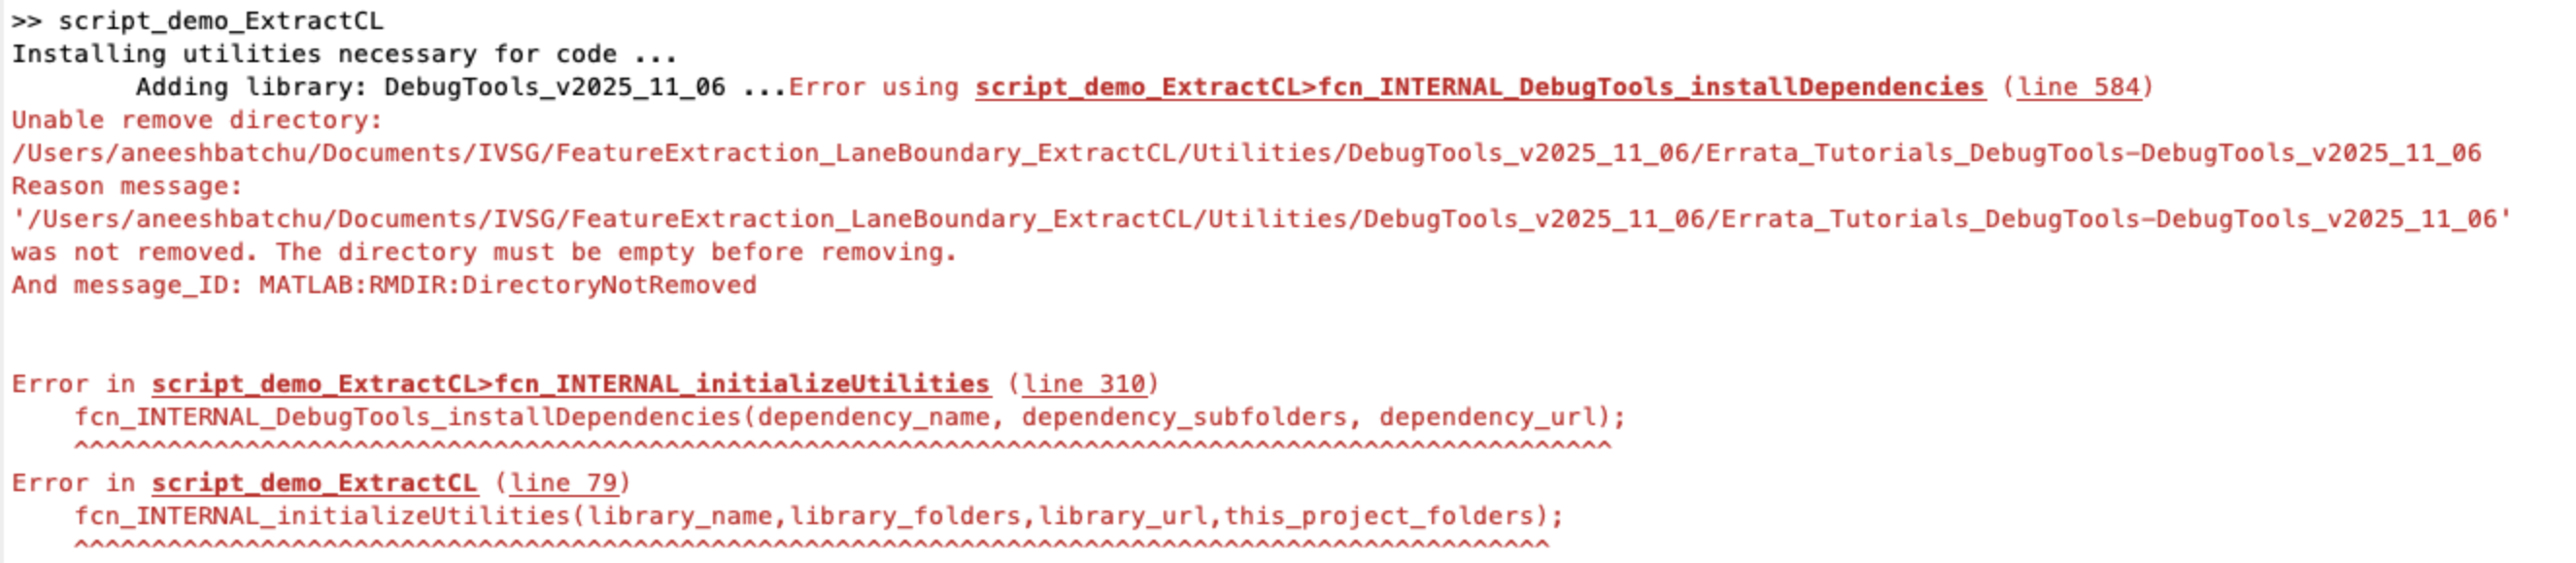 >> script_demo_ExtractCL
Installing utilities necessary for code ...
Adding library: DebugTools_v2025_11_06 ...Error using script_demo_ExtractCL>fcn_INTERNAL_DebugTools_installDependencies (line 584)
Unable remove directory:
/Users/aneeshbatchu/Documents/IVSG/FeatureExtraction_LaneBoundary_ExtractCL/Utilities/DebugTools_v2025_11_06/Errata_Tutorials_DebugTools-DebugTools_v2025_11_06
Reason message:
'/Users/aneeshbatchu/Documents/IVSG/FeatureExtraction_LaneBoundary_ExtractCL/Utilities/DebugTools_v2025_11_06/Errata_Tutorials_DebugTools-DebugTools_v2025_11_06'
was not removed. The directory must be empty before removing.
And message_ID: MATLAB:RMDIR:DirectoryNotRemoved
Error in script_demo_ExtractCL>fcn_INTERNAL_initializeUtilities (line 310)
fcn_INTERNAL_DebugTools_installDependencies(dependency_name, dependency_subfolders, dependency_url);
^^^^^^^^^^^^^^^^^^^^^^^^^^^^^^^^^^^^^^^^^^^^^^^^^^^^^^^^^^^^^^^^^^^^^^^^^^^^^^^^^^^^^^^^^^^^^^^^^^^
Error in script_demo_ExtractCL (line 79)
fcn_INTERNAL_initializeUtilities(library_name,library_folders,library_url,this_project_folders);
^^^^^^^^^^^^^^^^^^^^^^^^^^^^^^^^^^^^^^^^^^^^^^^^^^^^^^^^^^^^^^^^^^^^^^^^^^^^^^^^^^^^^^^^^^^^^^^